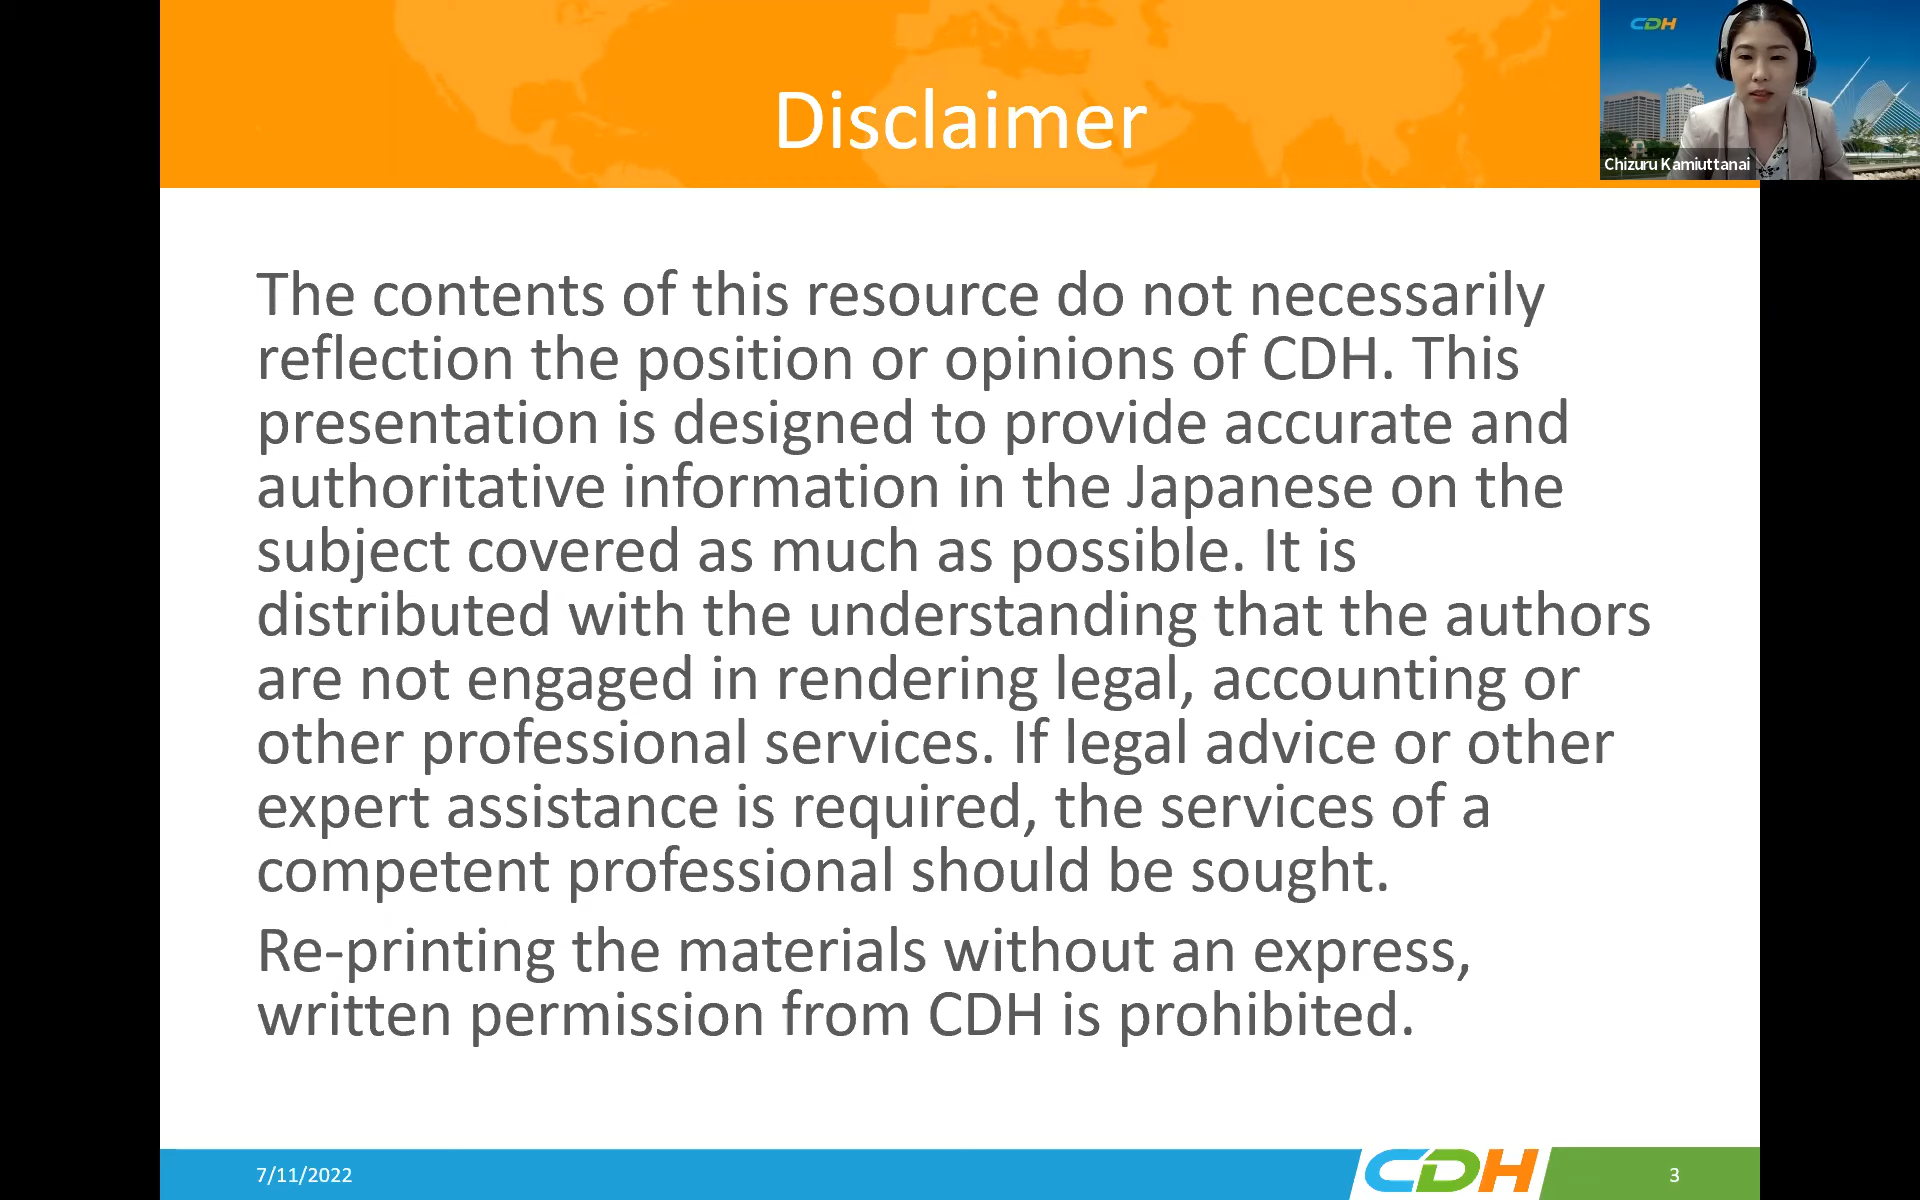 Disclaimer
CDH
Chizuru Kamiuttanai
The contents of this resource do not necessarily
reflection the position or opinions of CDH. This
presentation is designed to provide accurate and
authoritative information in the Japanese on the
subject covered as much as possible. It is
distributed with the understanding that the authors
are not engaged in rendering legal, accounting or
other professional services. If legal advice or other
expert assistance is required, the services of a
competent professional should be sought.
Re-printing the materials without an express,
written permission from CDH is prohibited.
7/11/2022
CDH
3